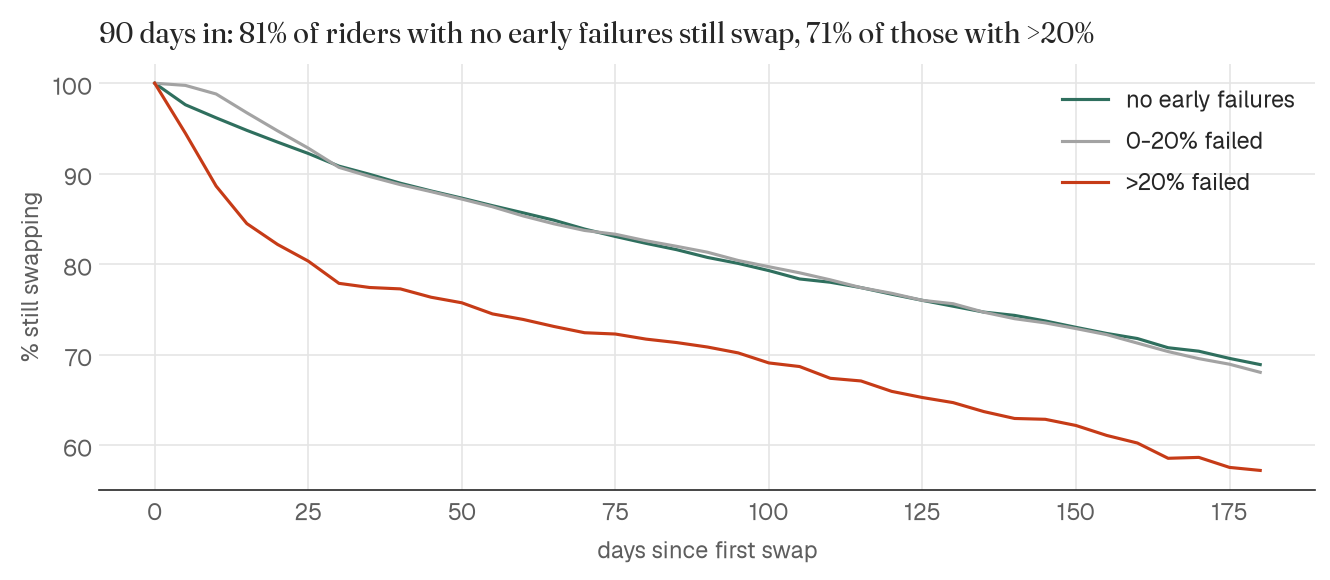 90 days in: 81% of riders with no early failures still swap, 71% of those with >20%
no early failures
0–20% failed
>20% failed
% still swapping
100
90
80
70
60
0 25 50 75 100 125 150 175
days since first swap